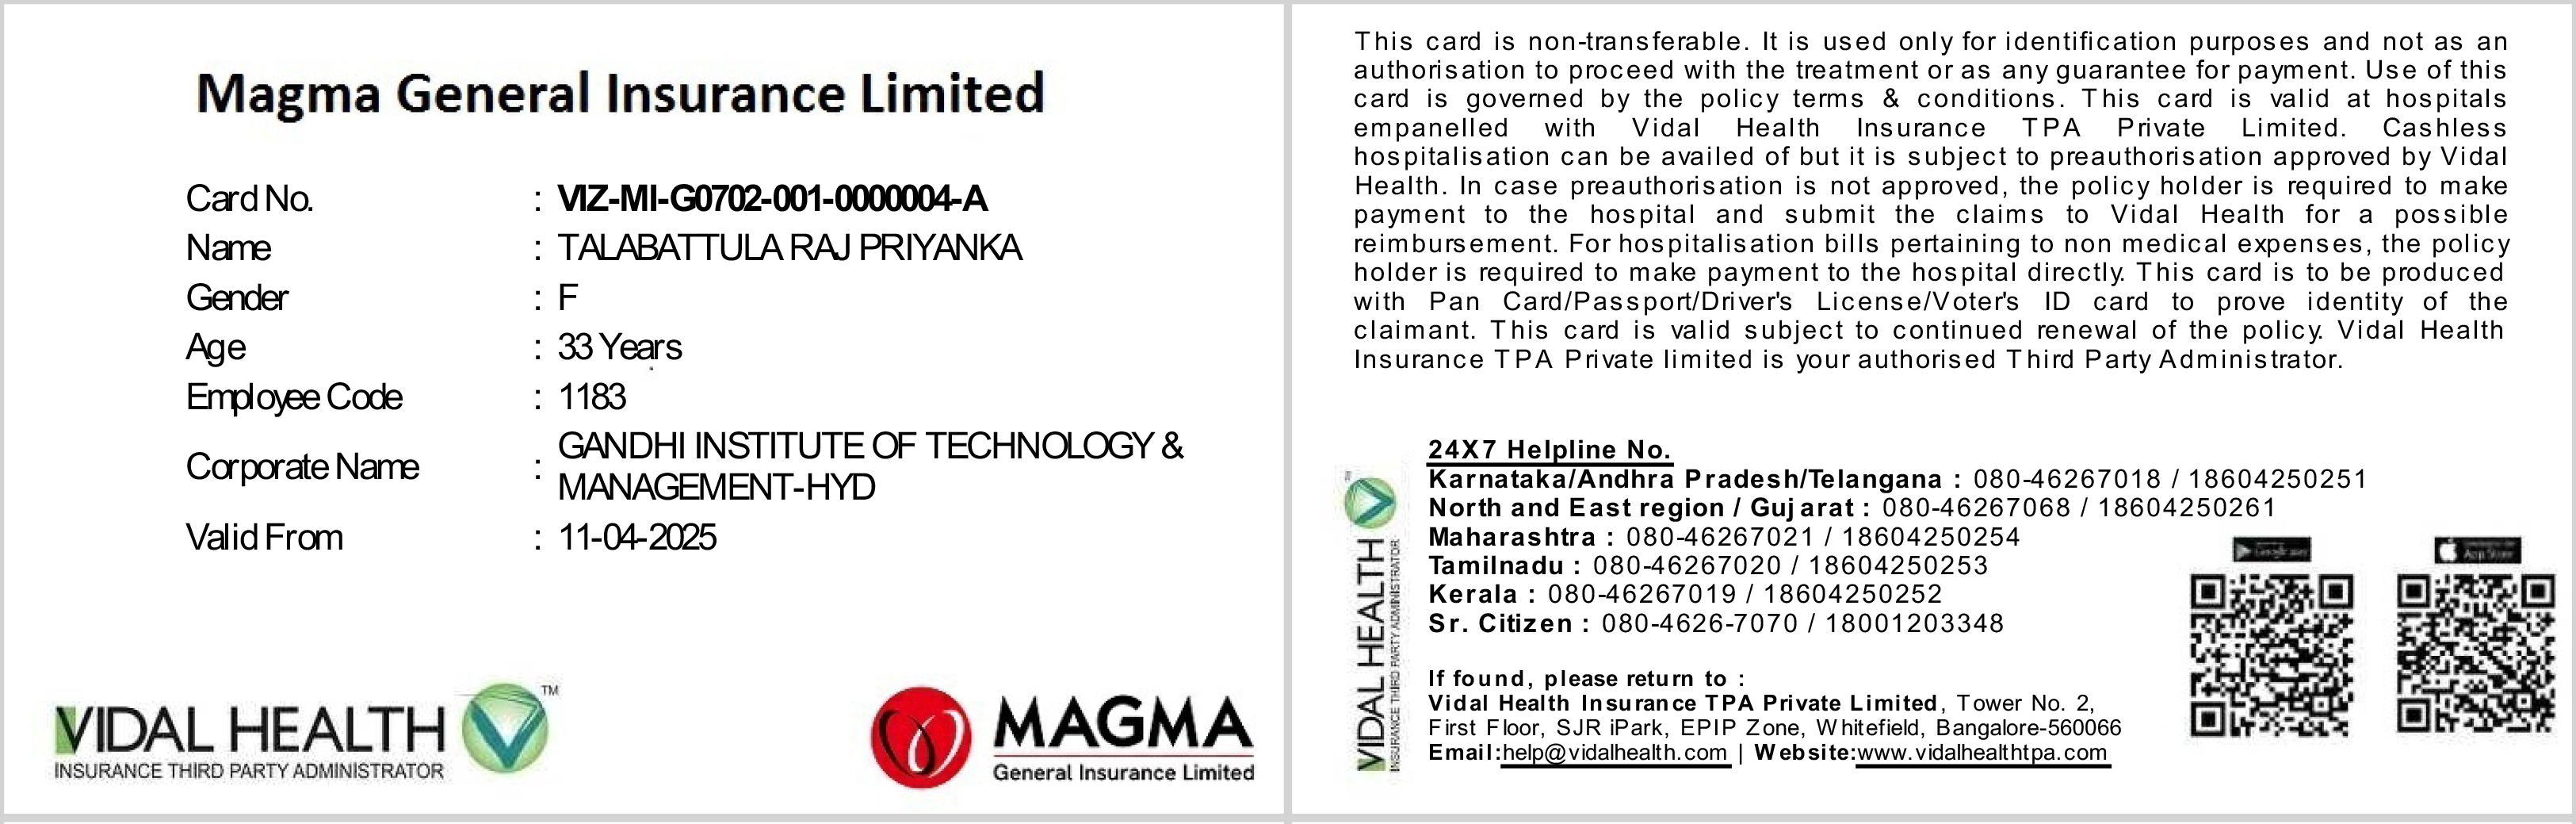 Magma General Insurance Limited
Card No. : VIZ-MI-G0702-001-0000004-A
Name : TALABATTULA RAJ PRIYANKA
Gender : F
Age : 33 Years
Employee Code : 1183
Corporate Name : GANDHI INSTITUTE OF TECHNOLOGY &
MANAGEMENT-HYD
Valid From : 11-04-2025
VIDAL HEALTH TM
INSURANCE THIRD PARTY ADMINISTRATOR
MAGMA
General Insurance Limited
This card is non-transferable. It is used only for identification purposes and not as an
authorisation to proceed with the treatment or as any guarantee for payment. Use of this
card is governed by the policy terms & conditions. This card is valid at hospitals
empanelled with Vidal Health Insurance TPA Private Limited. Cashless
hospitalisation can be availed of but it is subject to preauthorisation approved by Vidal
Health. In case preauthorisation is not approved, the policy holder is required to make
payment to the hospital and submit the claims to Vidal Health for a possible
reimbursement. For hospitalisation bills pertaining to non medical expenses, the policy
holder is required to make payment to the hospital directly. This card is to be produced
with Pan Card/Passport/Driver's License/Voter's ID card to prove identity of the
claimant. This card is valid subject to continued renewal of the policy. Vidal Health
Insurance TPA Private limited is your authorised Third Party Administrator.
24X7 Helpline No.
Karnataka/Andhra Pradesh/Telangana : 080-46267018 / 18604250251
North and East region / Gujarat : 080-46267068 / 18604250261
Maharashtra : 080-46267021 / 18604250254
Tamilnadu : 080-46267020 / 18604250253
Kerala : 080-46267019 / 18604250252
Sr. Citizen : 080-4626-7070 / 18001203348
If found, please return to :
Vidal Health Insurance TPA Private Limited, Tower No. 2,
First Floor, SJR iPark, EPIP Zone, Whitefield, Bangalore-560066
Email:help@vidalhealth.com | Website:www.vidalhealthtpa.com
VIDAL HEALTH
INSURANCE THIRD PARTY ADMINISTRATOR
Google play
App Store